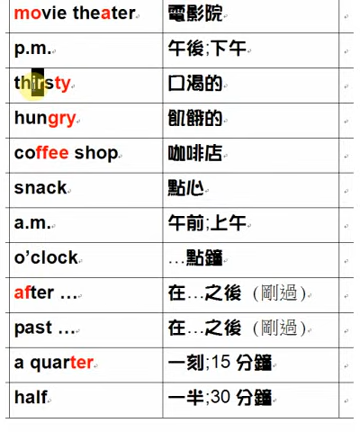 movie theater 電影院
p.m. 午後;下午
thirsty 口渴的
hungry 飢餓的
coffee shop 咖啡店
snack 點心
a.m. 午前;上午
o’clock …點鐘
after … 在…之後 (剛過)
past … 在…之後 (剛過)
a quarter 一刻;15 分鐘
half 一半;30 分鐘